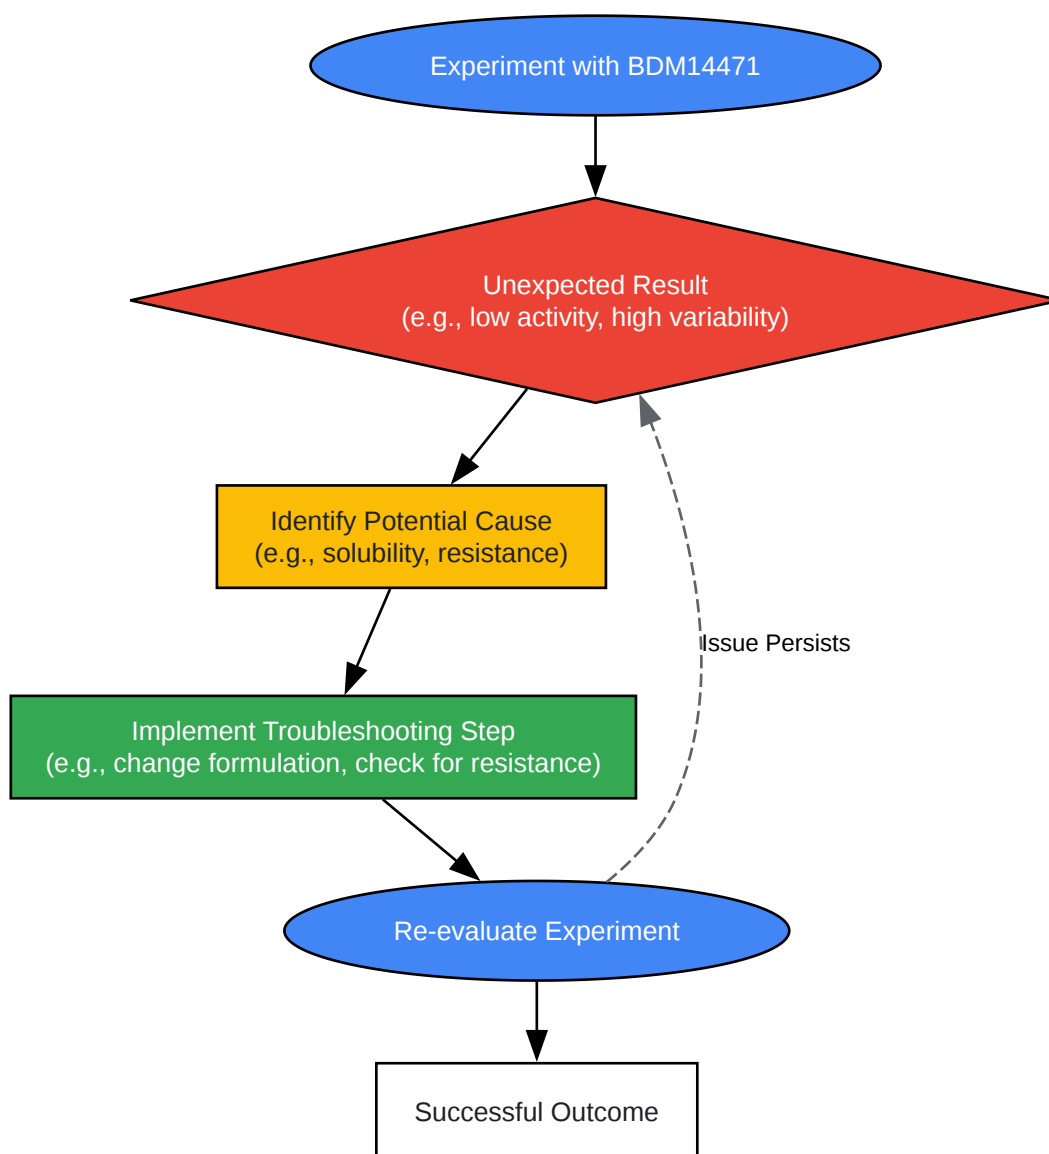 Experiment with BDM14471
Unexpected Result
(e.g., low activity, high variability)
Identify Potential Cause
(e.g., solubility, resistance)
Issue Persists
Implement Troubleshooting Step
(e.g., change formulation, check for resistance)
Re-evaluate Experiment
Successful Outcome